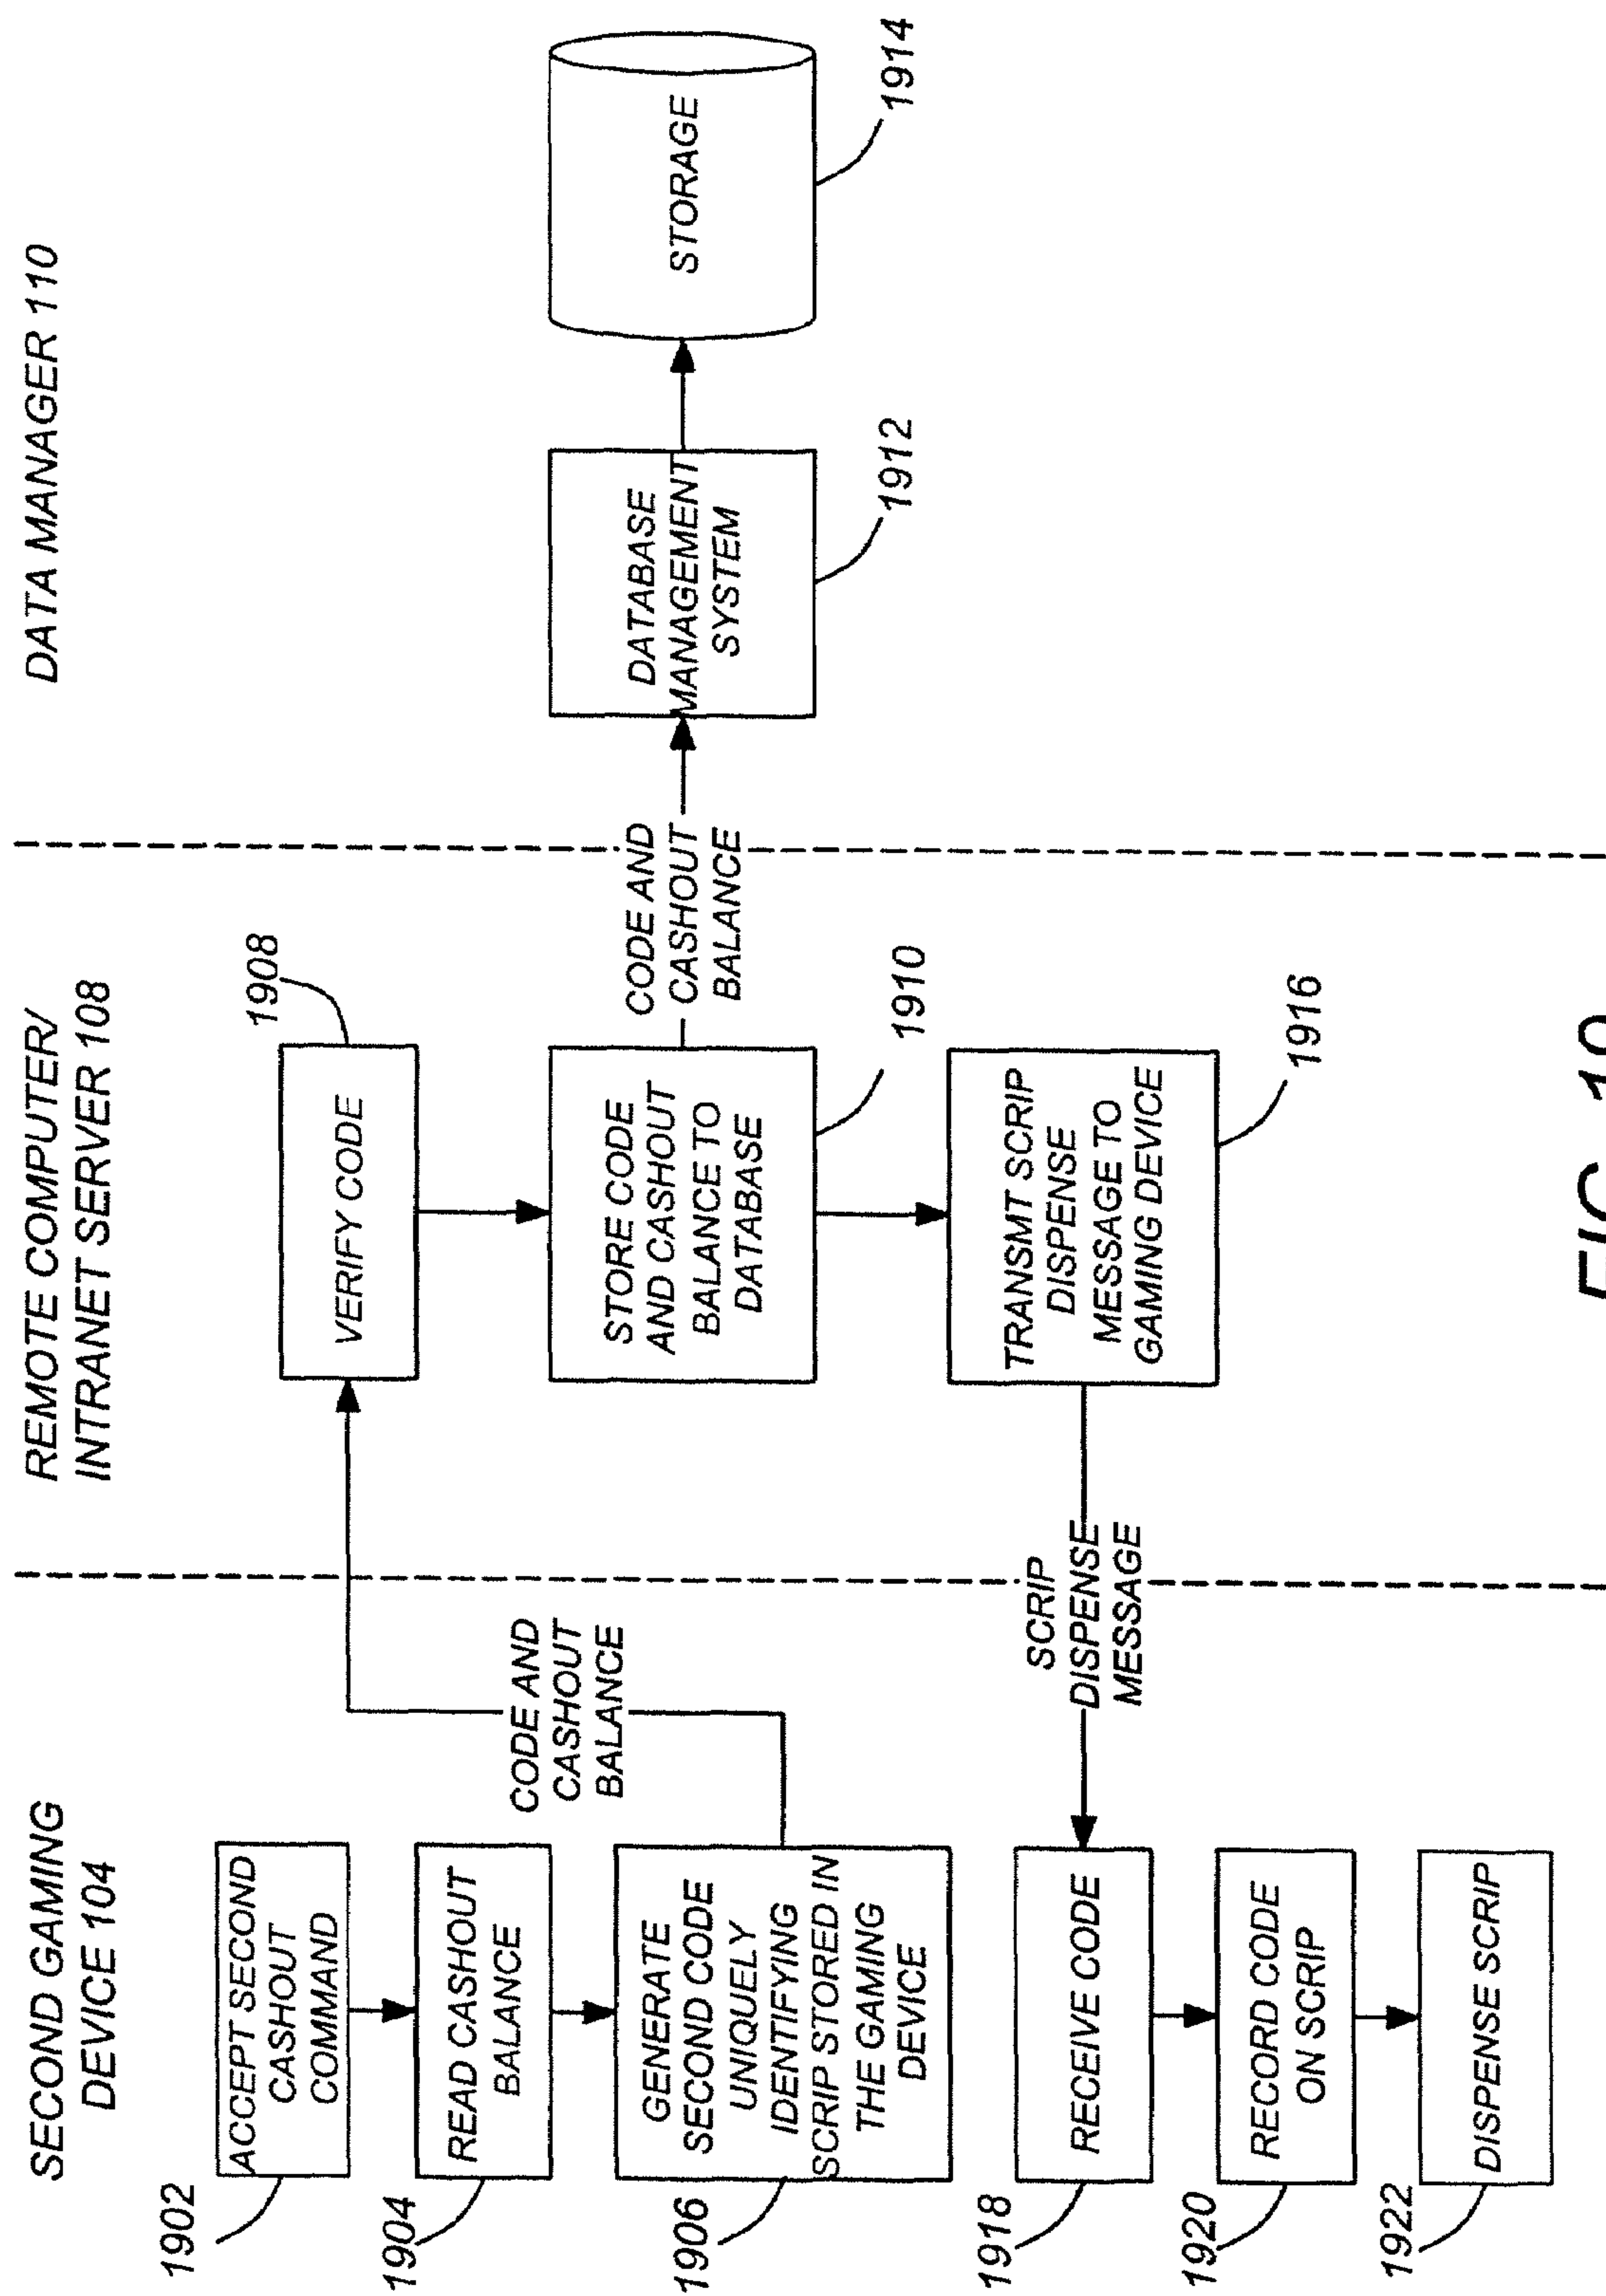 SECOND GAMING
DEVICE 104
REMOTE COMPUTER/
INTRANET SERVER 108
DATA MANAGER 110
1902
ACCEPT SECOND
CASHOUT
COMMAND
1904
READ CASHOUT
BALANCE
1906
GENERATE
SECOND CODE
UNIQUELY
IDENTIFYING
SCRIP STORED IN
THE GAMING
DEVICE
CODE AND
CASHOUT
BALANCE
1908
VERIFY CODE
STORE CODE
AND CASHOUT
BALANCE TO
DATABASE
1910
CODE AND
CASHOUT
BALANCE
DATABASE
MANAGEMENT
SYSTEM
1912
STORAGE
1914
TRANSMT SCRIP
DISPENSE
MESSAGE TO
GAMING DEVICE
1916
SCRIP
DISPENSE
MESSAGE
1918
RECEIVE CODE
1920
RECORD CODE
ON SCRIP
1922
DISPENSE SCRIP